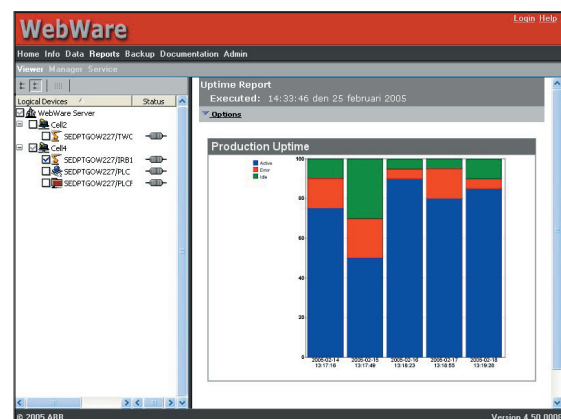 Login Help
WebWare
Home Info Data Reports Backup Documentation Admin
Viewer Manager Service
Logical Devices / Status
WebWare Server
Cell2
SEDPTGOW227/TWC
Cell4
SEDPTGOW227/IRB1
SEDPTGOW227/PLC
SEDPTGOW227/PLCF
Uptime Report
Executed: 14:33:46 den 25 februari 2005
Options
Production Uptime
Active
Error
Idle
100
80
60
40
20
0
2005-02-14 2005-02-15 2005-02-16 2005-02-17 2005-02-18
13:17:16 13:17:49 13:18:23 13:18:55 13:19:28
© 2005 ABB
Version 4.50.0008